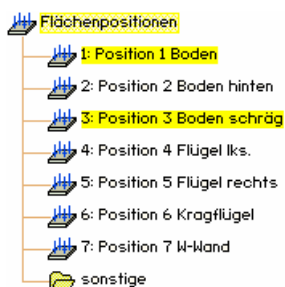 Flächenpositionen
1: Position 1 Boden
2: Position 2 Boden hinten
3: Position 3 Boden schräg
4: Position 4 Flügel lks.
5: Position 5 Flügel rechts
6: Position 6 Kragflügel
7: Position 7 W-Wand
sonstige